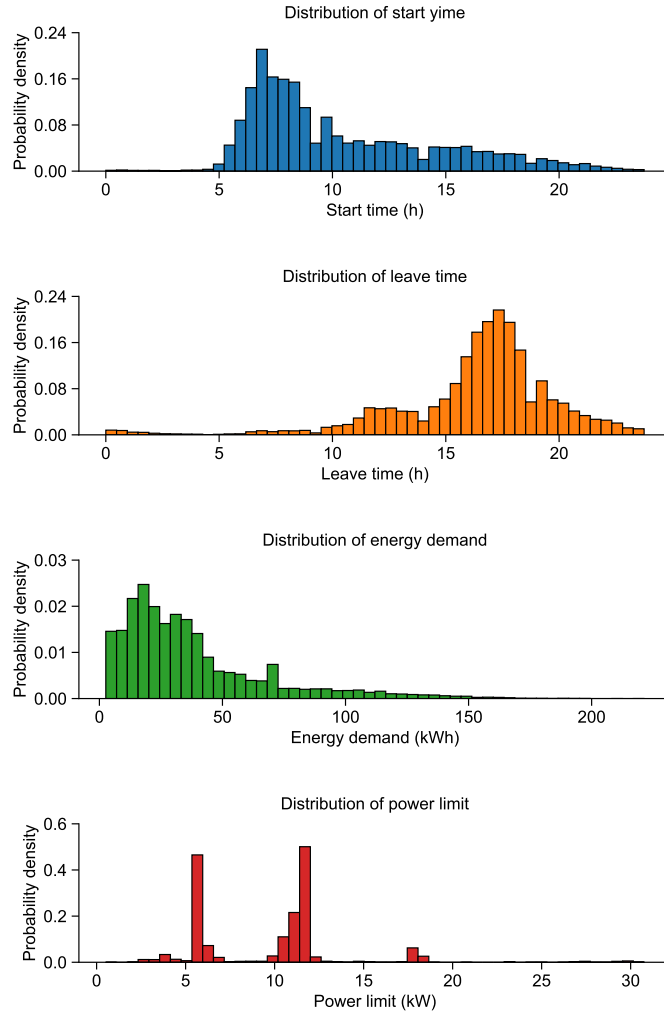 Distribution of start yime
0.24
0.16
0.08
0.00
Probability density
0 5 10 15 20
Start time (h)
Distribution of leave time
0.24
0.16
0.08
0.00
Probability density
0 5 10 15 20
Leave time (h)
Distribution of energy demand
0.03
0.02
0.01
0.00
Probability density
0 50 100 150 200
Energy demand (kWh)
Distribution of power limit
0.6
0.4
0.2
0.0
Probability density
0 5 10 15 20 25 30
Power limit (kW)